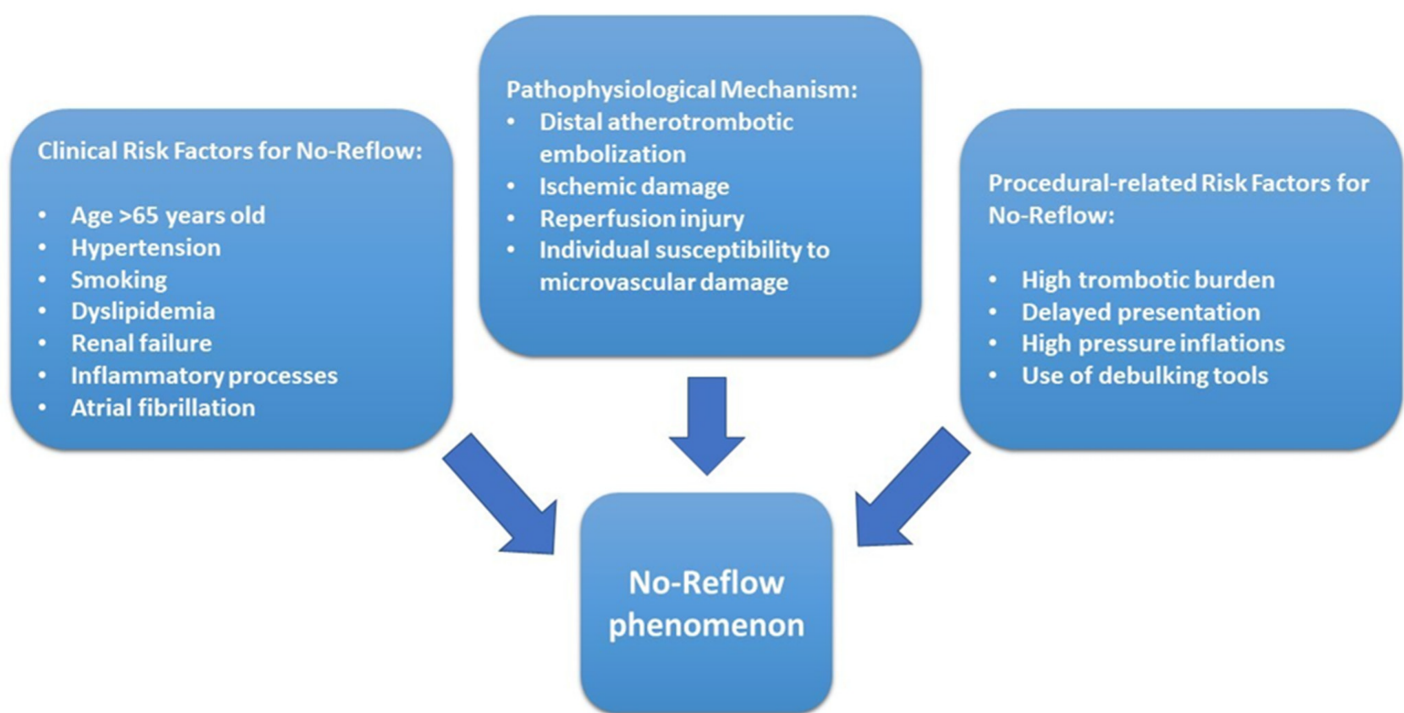 Clinical Risk Factors for No-Reflow:
• Age >65 years old
• Hypertension
• Smoking
• Dyslipidemia
• Renal failure
• Inflammatory processes
• Atrial fibrillation
Pathophysiological Mechanism:
• Distal atherotrombotic
embolization
• Ischemic damage
• Reperfusion injury
• Individual susceptibility to
microvascular damage
Procedural-related Risk Factors for
No-Reflow:
• High trombotic burden
• Delayed presentation
• High pressure inflations
• Use of debulking tools
No-Reflow
phenomenon